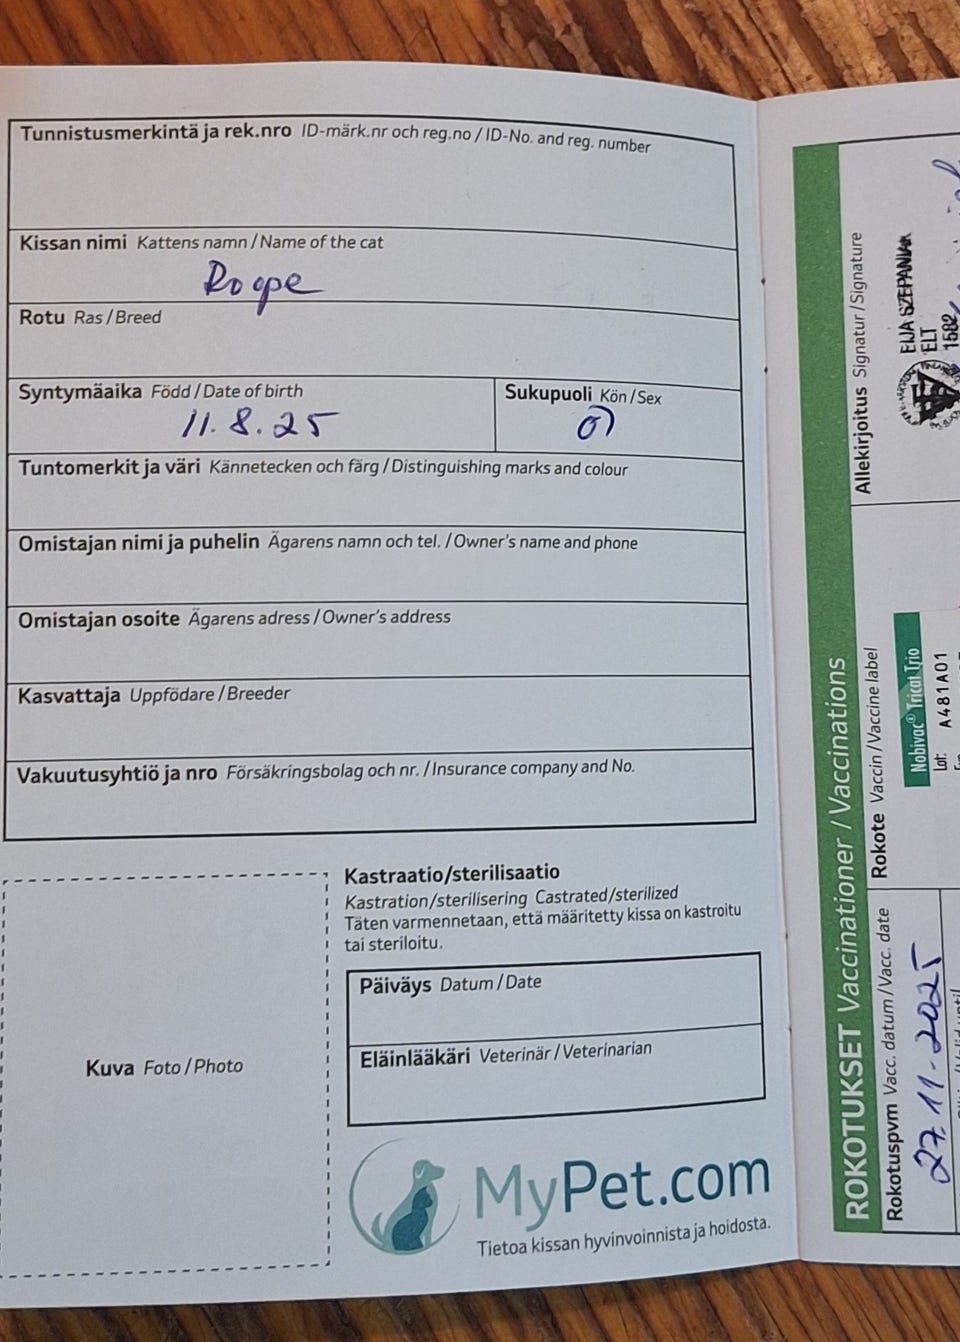 Tunnistusmerkintä ja rek.nro ID-märk.nr och reg.no / ID-No. and reg. number
Kissan nimi Kattens namn / Name of the cat
Roope
Rotu Ras / Breed
Syntymäaika Född / Date of birth
11.8.25
Sukupuoli Kön / Sex
♂
Tuntomerkit ja väri Kännetecken och färg / Distinguishing marks and colour
Omistajan nimi ja puhelin Ägarens namn och tel. / Owner's name and phone
Omistajan osoite Ägarens adress / Owner's address
Kasvattaja Uppfödare / Breeder
Vakuutusyhtiö ja nro Försäkringsbolag och nr. / Insurance company and No.
Kuva Foto / Photo
Kastraatio/sterilisaatio
Kastration/sterilisering Castrated/sterilized
Täten varmennetaan, että määritetty kissa on kastroitu
tai steriloitu.
Päiväys Datum / Date
Eläinlääkäri Veterinär / Veterinarian
MyPet.com
Tietoa kissan hyvinvoinnista ja hoidosta.
ROKOTUKSET Vaccinationer / Vaccinations
Rokotuspvm Vacc. datum / Vacc. date
Rokote Vaccin / Vaccine label
Allekirjoitus Signatur / Signature
27.11.2025
Nobivac® Tricat Trio
Lot: A481A01
EIJA SZEPANIAK
ELT
1582